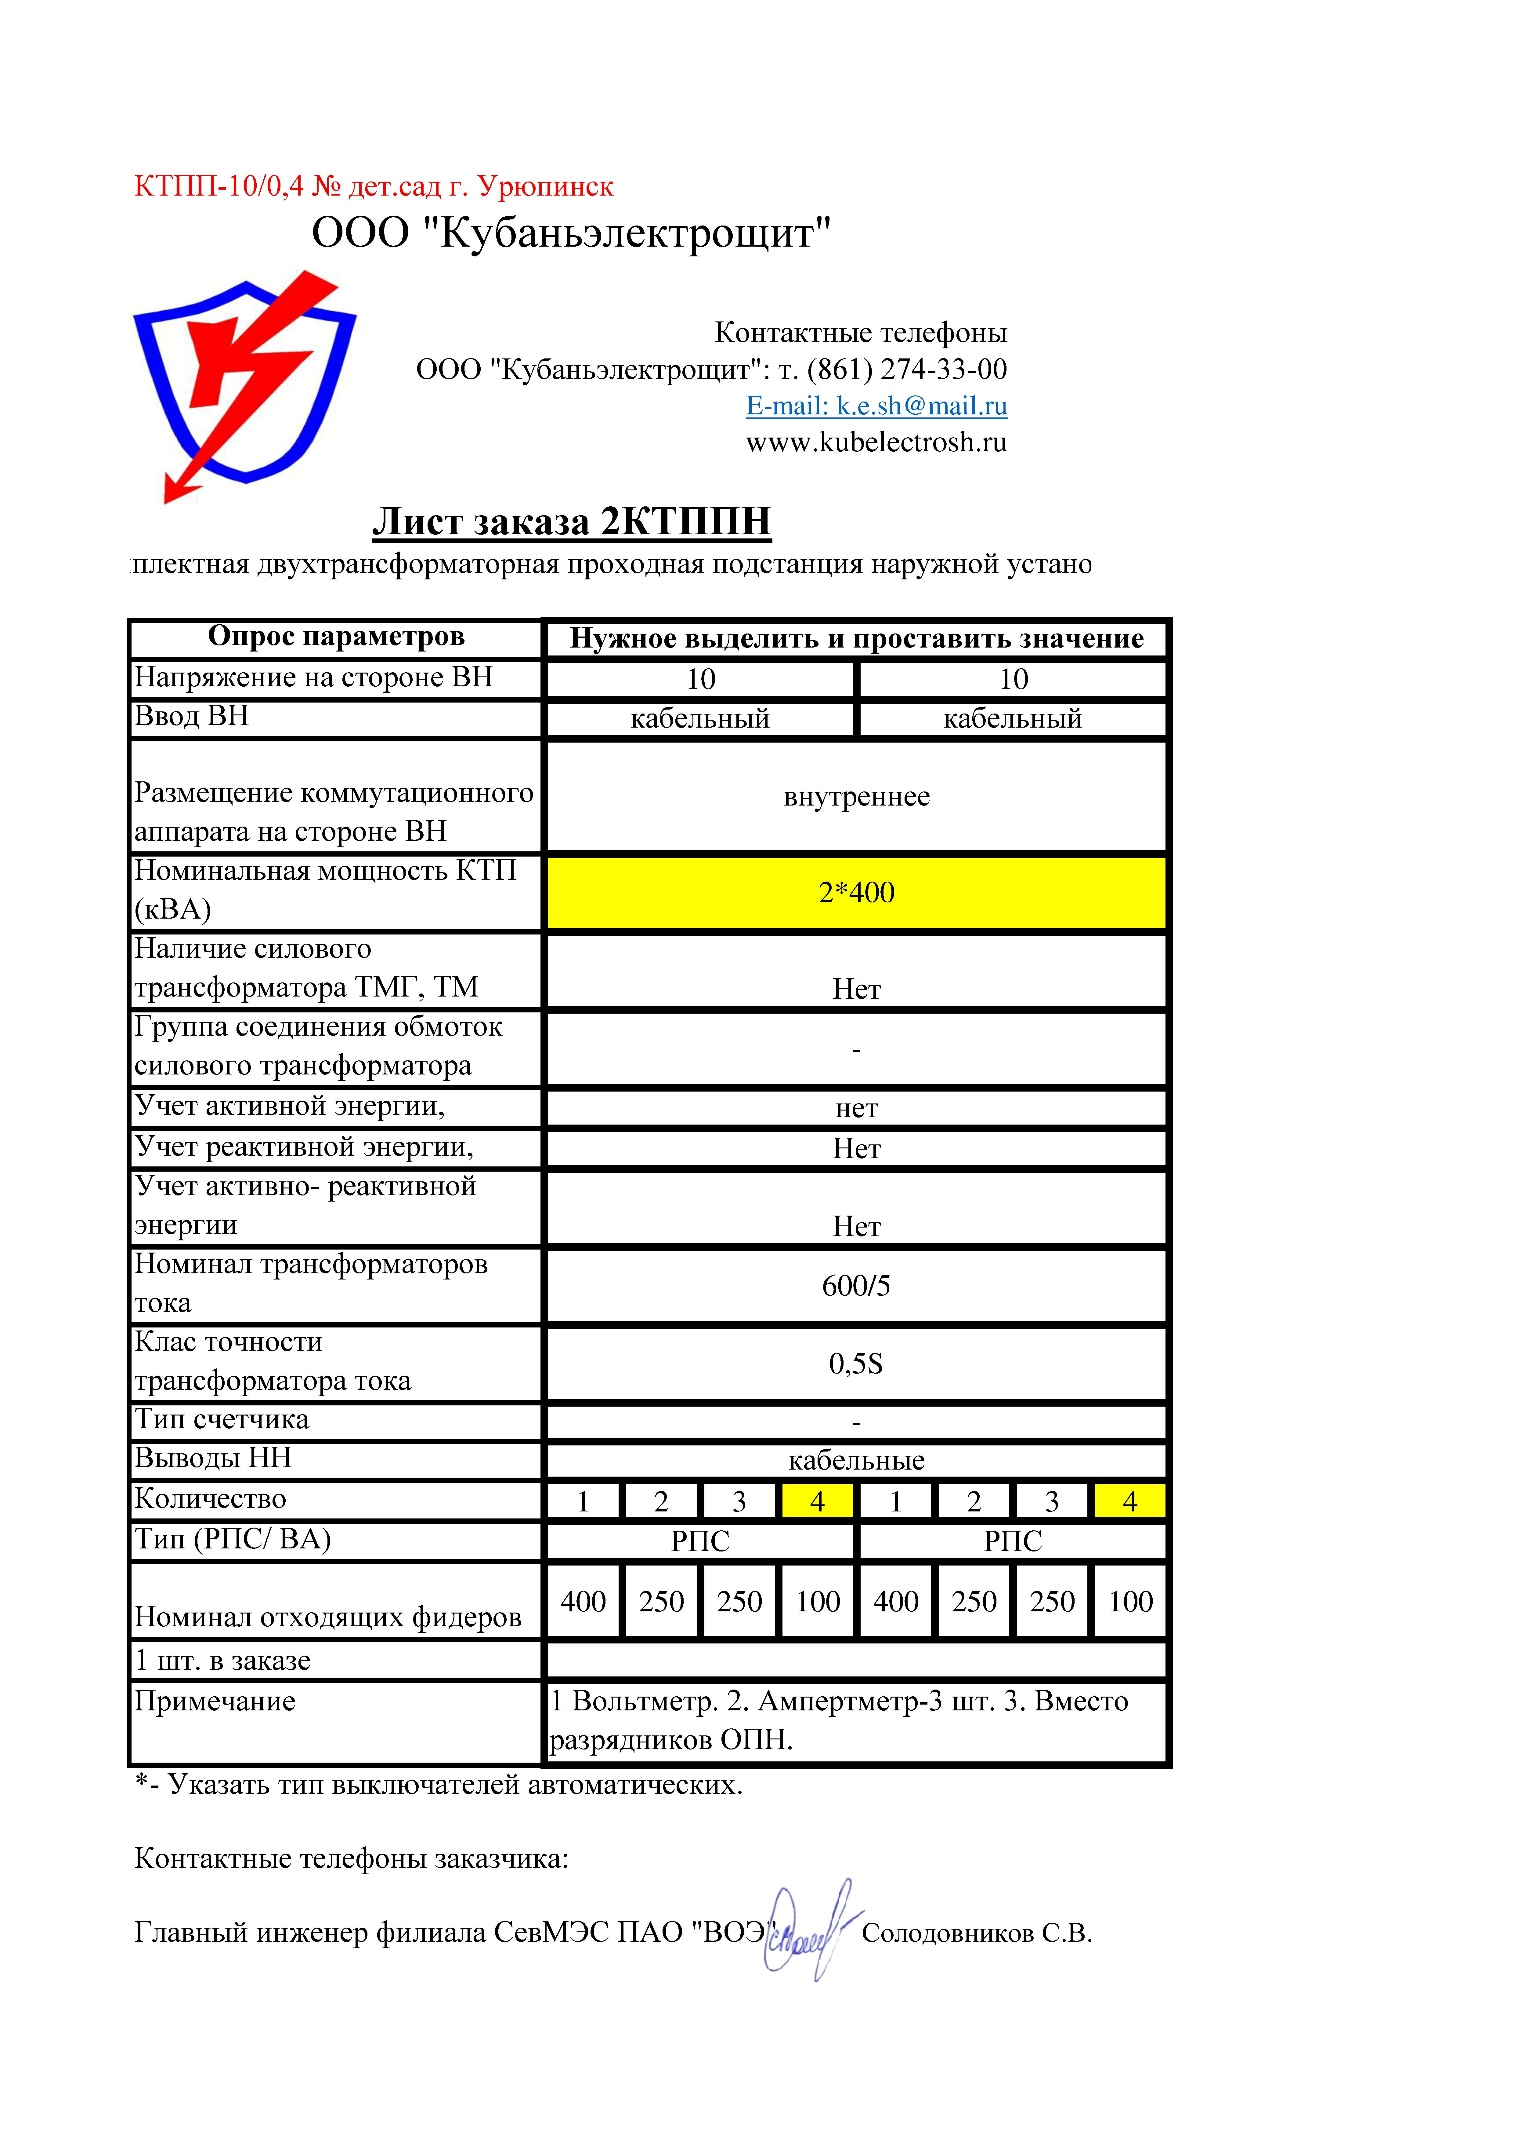 КТПП-10/0,4 № дет.сад г. Урюпинск
ООО "Кубаньэлектрощит"
Контактные телефоны
ООО "Кубаньэлектрощит": т. (861) 274-33-00
E-mail: k.e.sh@mail.ru
www.kubelectrosh.ru
Лист заказа 2КТППН
плектная двухтрансформаторная проходная подстанция наружной устано
Опрос параметров Нужное выделить и проставить значение
Напряжение на стороне ВН 10 10
Ввод ВН кабельный кабельный
Размещение коммутационного
аппарата на стороне ВН
внутреннее
Номинальная мощность КТП
(кВА)
2*400
Наличие силового
трансформатора ТМГ, ТМ
Нет
Группа соединения обмоток
силового трансформатора
-
Учет активной энергии, нет
Учет реактивной энергии, Нет
Учет активно- реактивной
энергии
Нет
Номинал трансформаторов
тока
600/5
Клас точности
трансформатора тока
0,5S
Тип счетчика -
Выводы НН кабельные
Количество 1 2 3 4 1 2 3 4
Тип (РПС/ ВА) РПС РПС
Номинал отходящих фидеров 400 250 250 100 400 250 250 100
1 шт. в заказе
Примечание
1 Вольтметр. 2. Ампертметр-3 шт. 3. Вместо
разрядников ОПН.
*- Указать тип выключателей автоматических.
Контактные телефоны заказчика:
Главный инженер филиала СевМЭС ПАО "ВОЭ" Солодовников С.В.